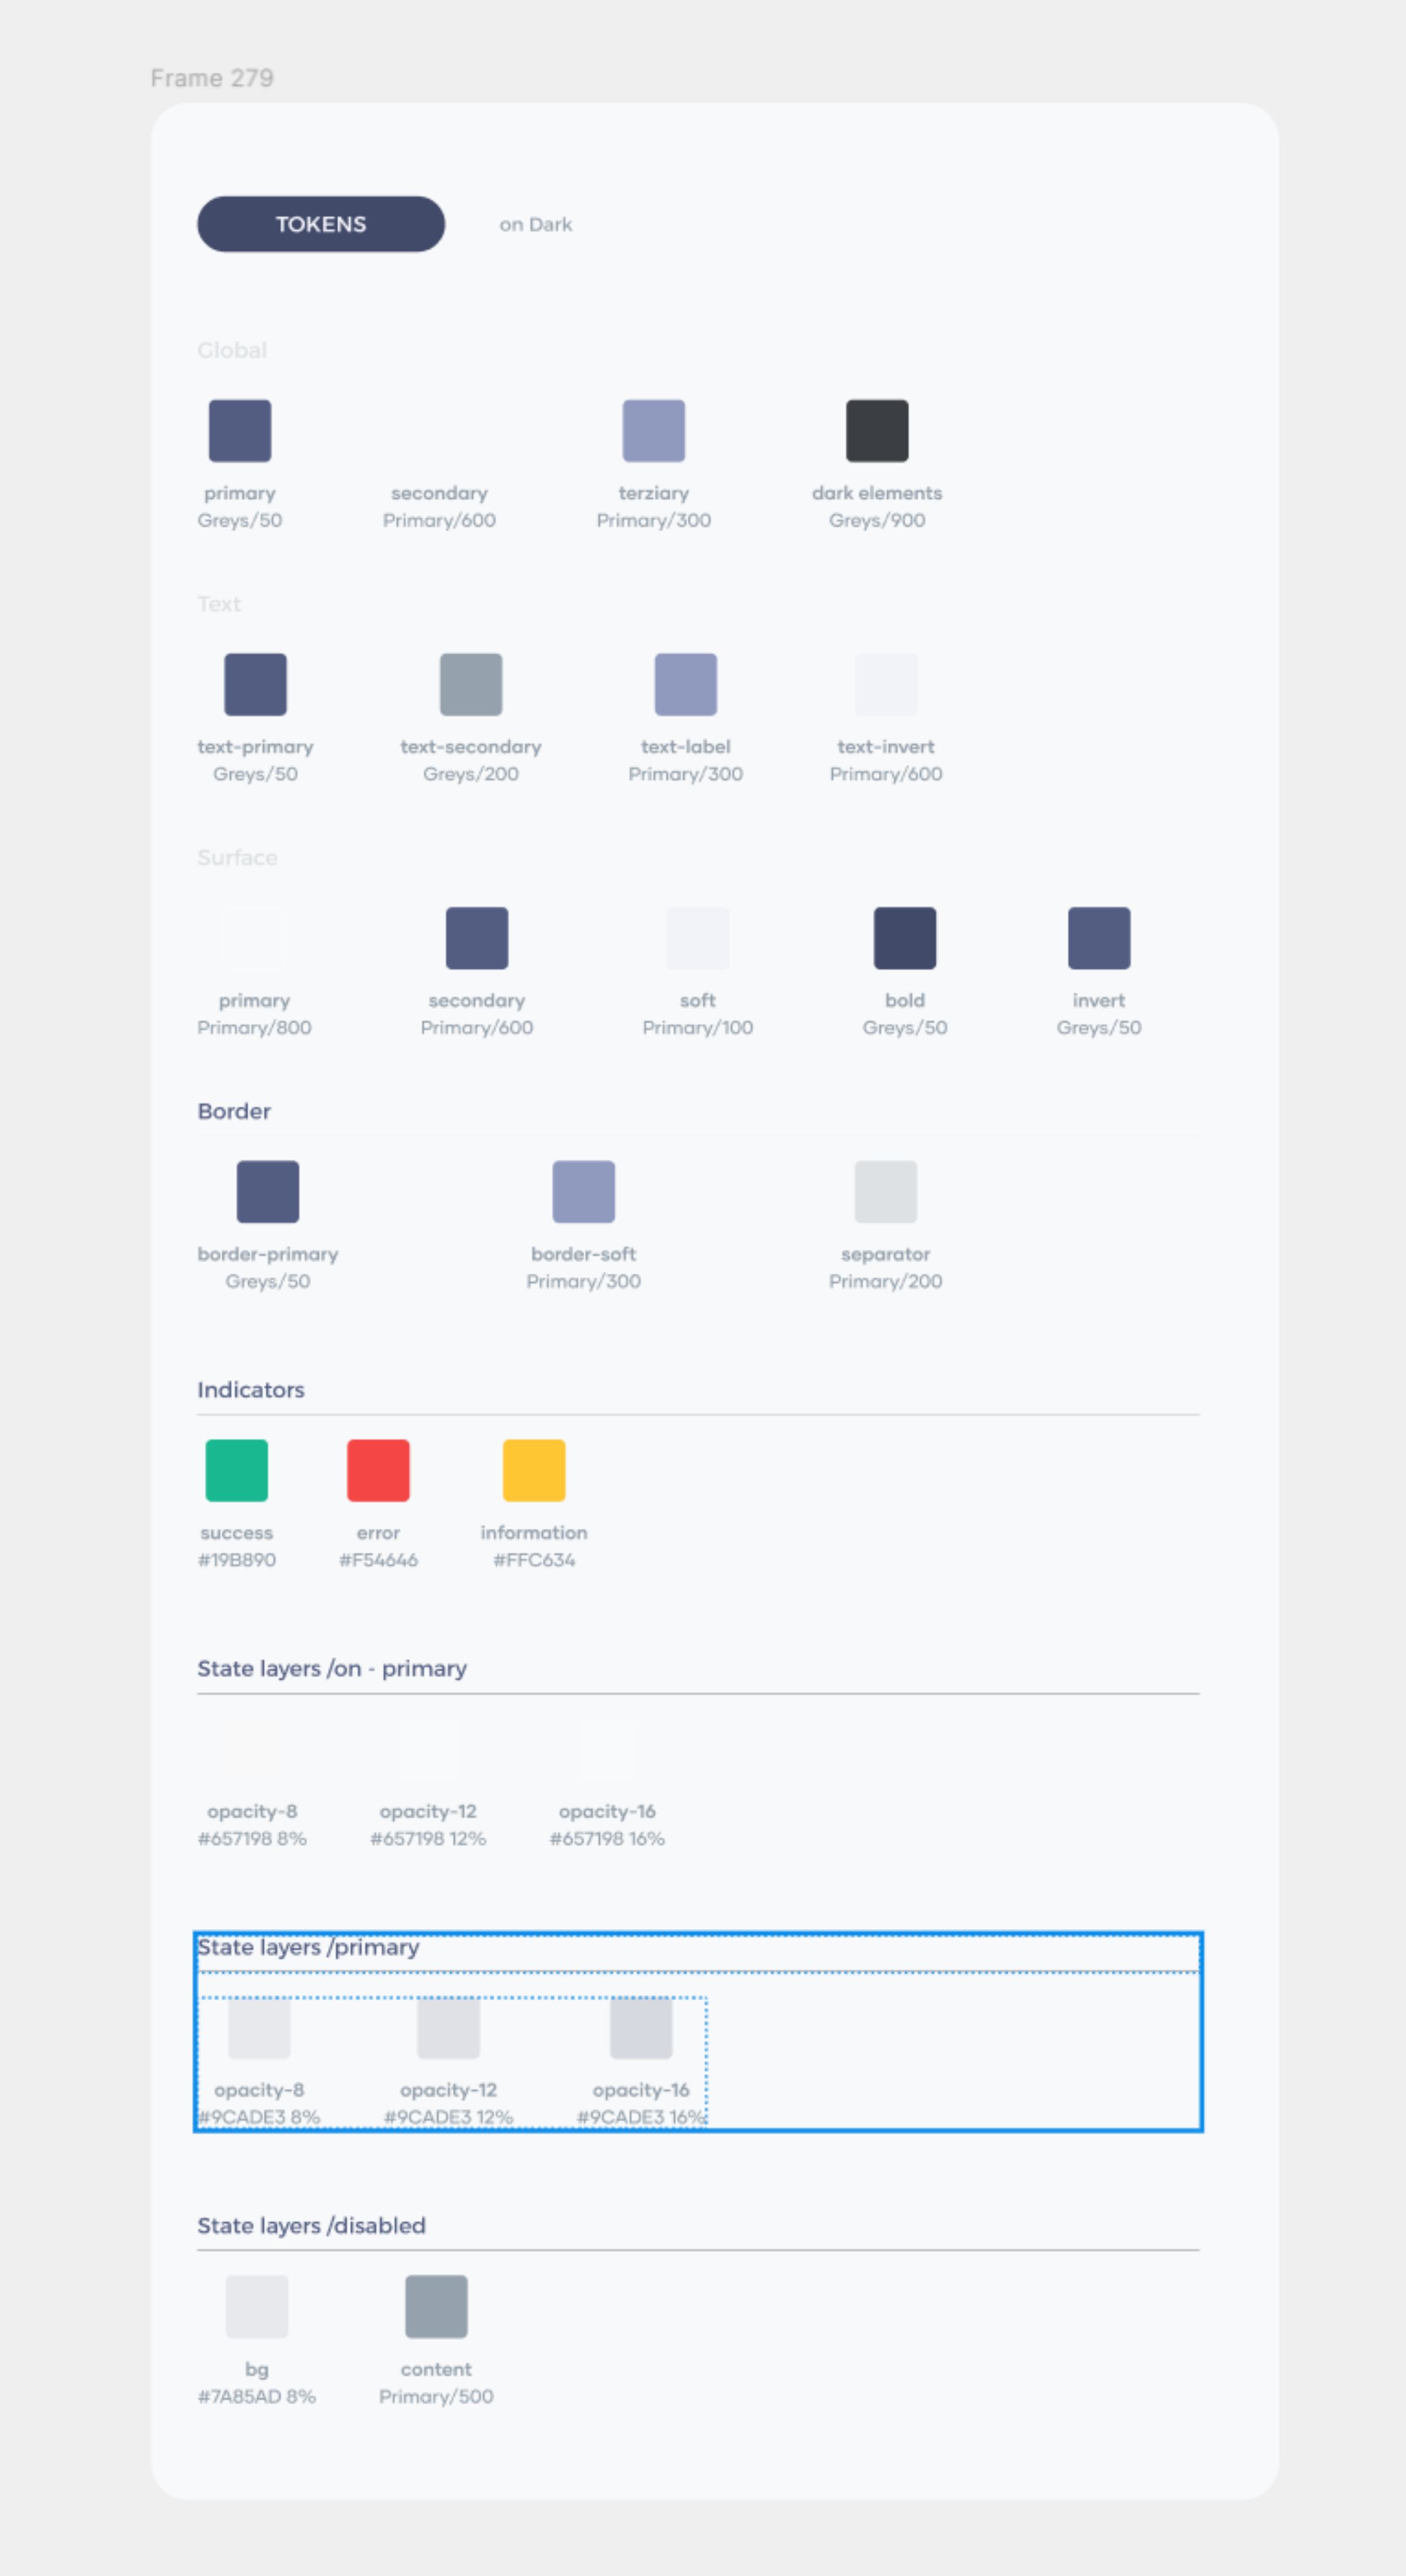 Frame 279
TOKENS on Dark
Global
primary secondary terziary dark elements
Greys/50 Primary/600 Primary/300 Greys/900
Text
text-primary text-secondary text-label text-invert
Greys/50 Greys/200 Primary/300 Primary/600
Surface
primary secondary soft bold invert
Primary/800 Primary/600 Primary/100 Greys/50 Greys/50
Border
border-primary border-soft separator
Greys/50 Primary/300 Primary/200
Indicators
success error information
#19B890 #F54646 #FFC634
State layers /on - primary
opacity-8 opacity-12 opacity-16
#657198 8% #657198 12% #657198 16%
State layers /primary
opacity-8 opacity-12 opacity-16
#9CADE3 8% #9CADE3 12% #9CADE3 16%
State layers /disabled
bg content
#7A85AD 8% Primary/500